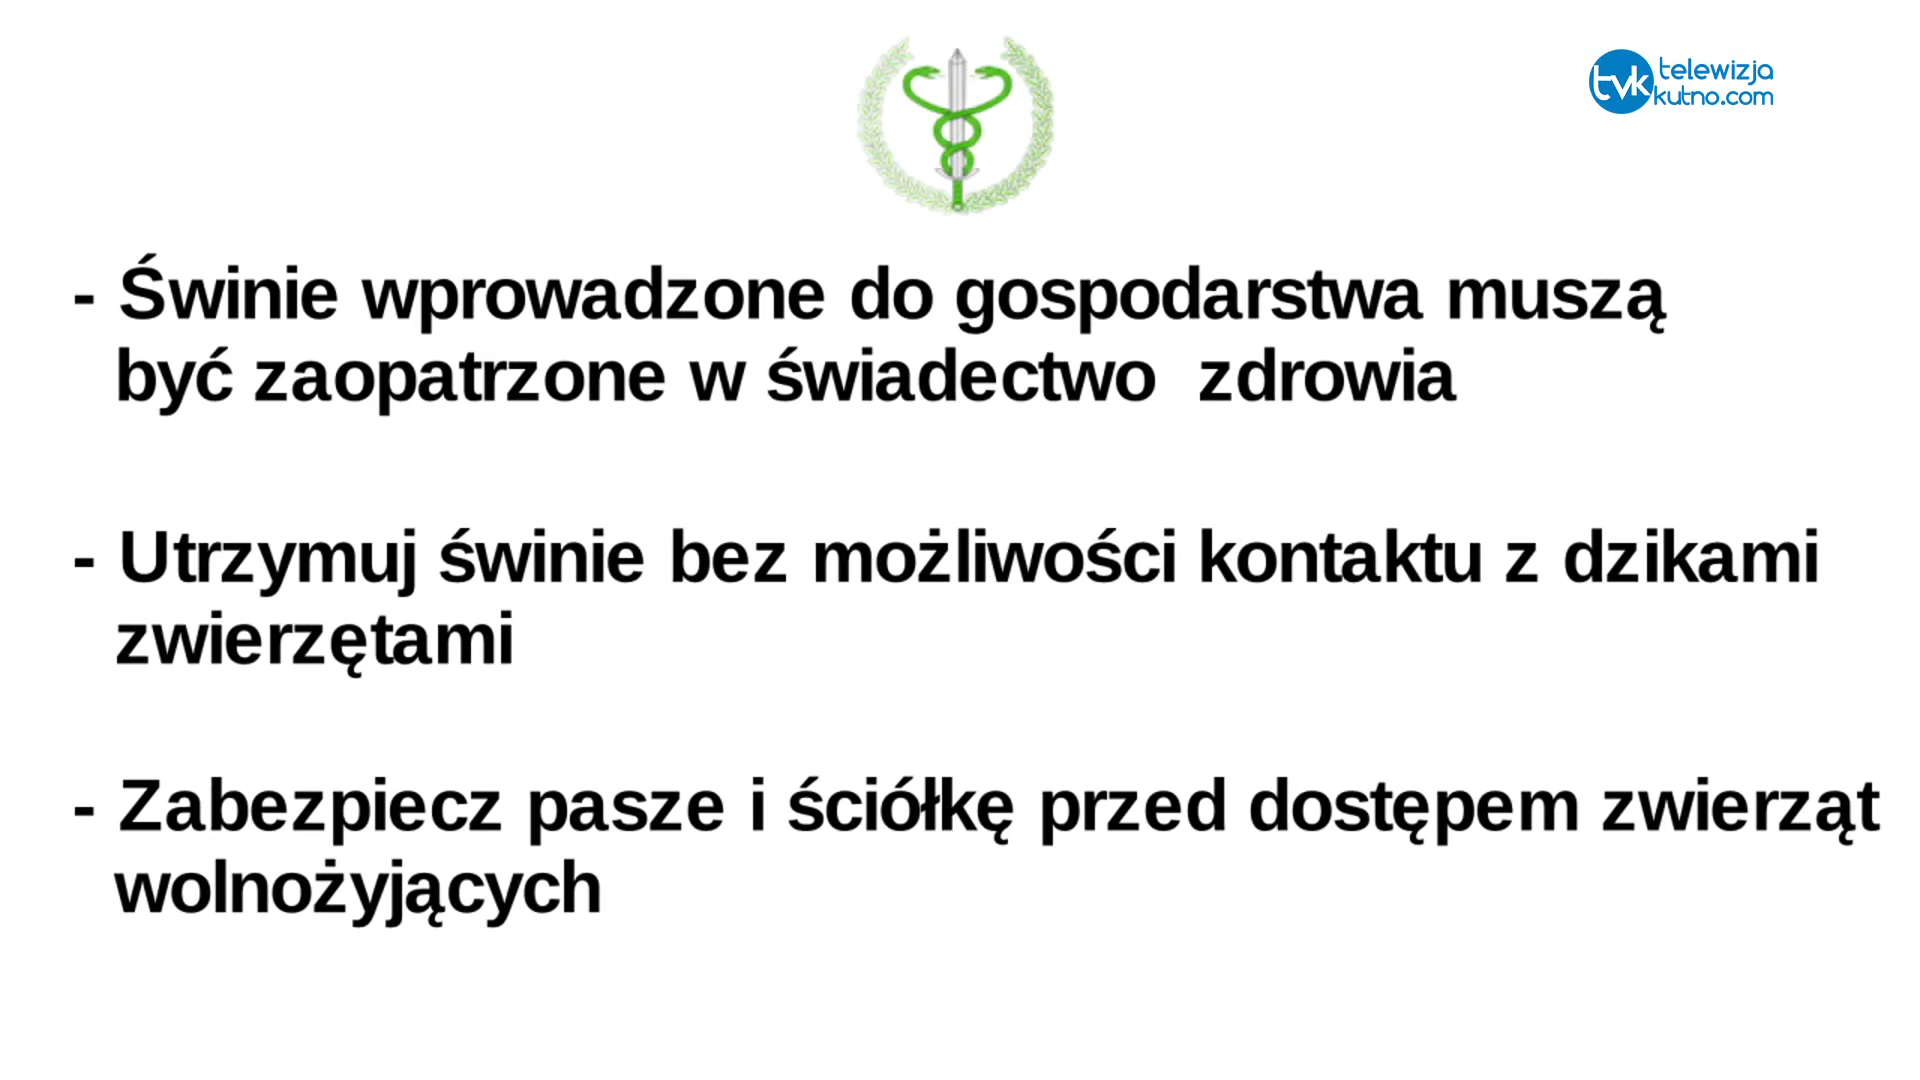 tvk telewizja
kutno.com
- Świnie wprowadzone do gospodarstwa muszą
być zaopatrzone w świadectwo  zdrowia
- Utrzymuj świnie bez możliwości kontaktu z dzikami
zwierzętami
- Zabezpiecz pasze i ściółkę przed dostępem zwierząt
wolnożyjących